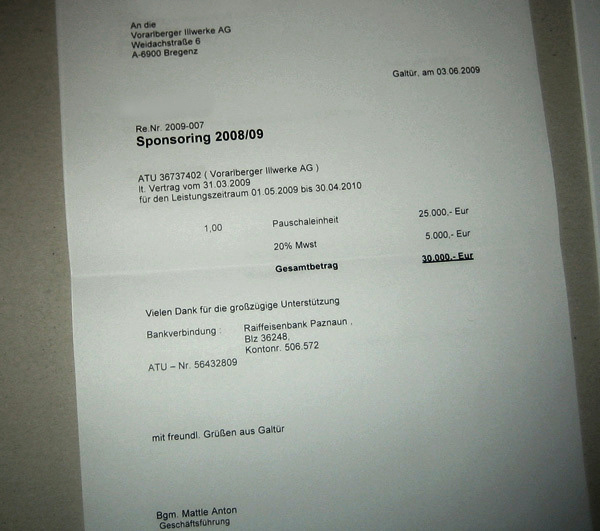 An die
Vorarlberger Illwerke AG
Weidachstraße 6
A-6900 Bregenz
Galtür, am 03.06.2009
Re.Nr. 2009-007
Sponsoring 2008/09
ATU 36737402 ( Vorarlberger Illwerke AG )
lt. Vertrag vom 31.03.2009
für den Leistungszeitraum 01.05.2009 bis 30.04.2010
1,00 Pauschaleinheit 25.000,- Eur
20% Mwst 5.000,- Eur
Gesamtbetrag 30.000,- Eur
Vielen Dank für die großzügige Unterstützung
Bankverbindung : Raiffeisenbank Paznaun ,
Blz 36248,
Kontonr. 506.572
ATU – Nr. 56432809
mit freundl. Grüßen aus Galtür
Bgm. Mattle Anton
Geschäftsführung